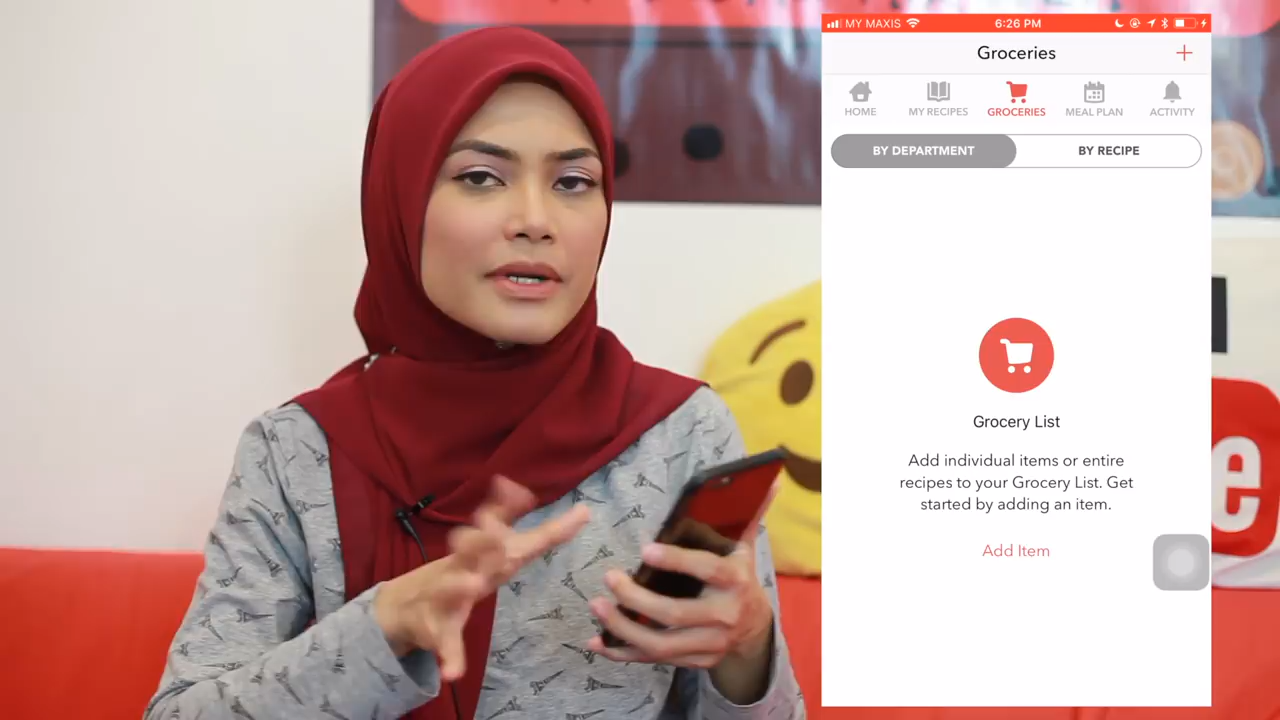 MY MAXIS
6:26 PM
Groceries
HOME
MY RECIPES
GROCERIES
MEAL PLAN
ACTIVITY
BY DEPARTMENT
BY RECIPE
Grocery List
Add individual items or entire
recipes to your Grocery List. Get
started by adding an item.
Add Item
e